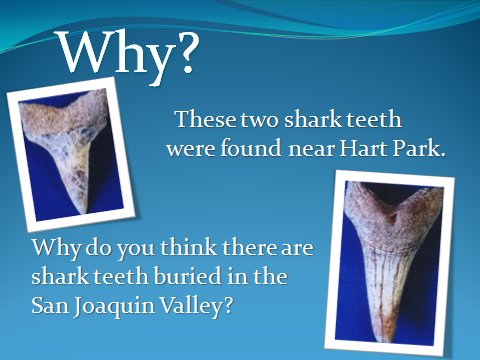 Why?
These two shark teeth
were found near Hart Park.
Why do you think there are
shark teeth buried in the
San Joaquin Valley?